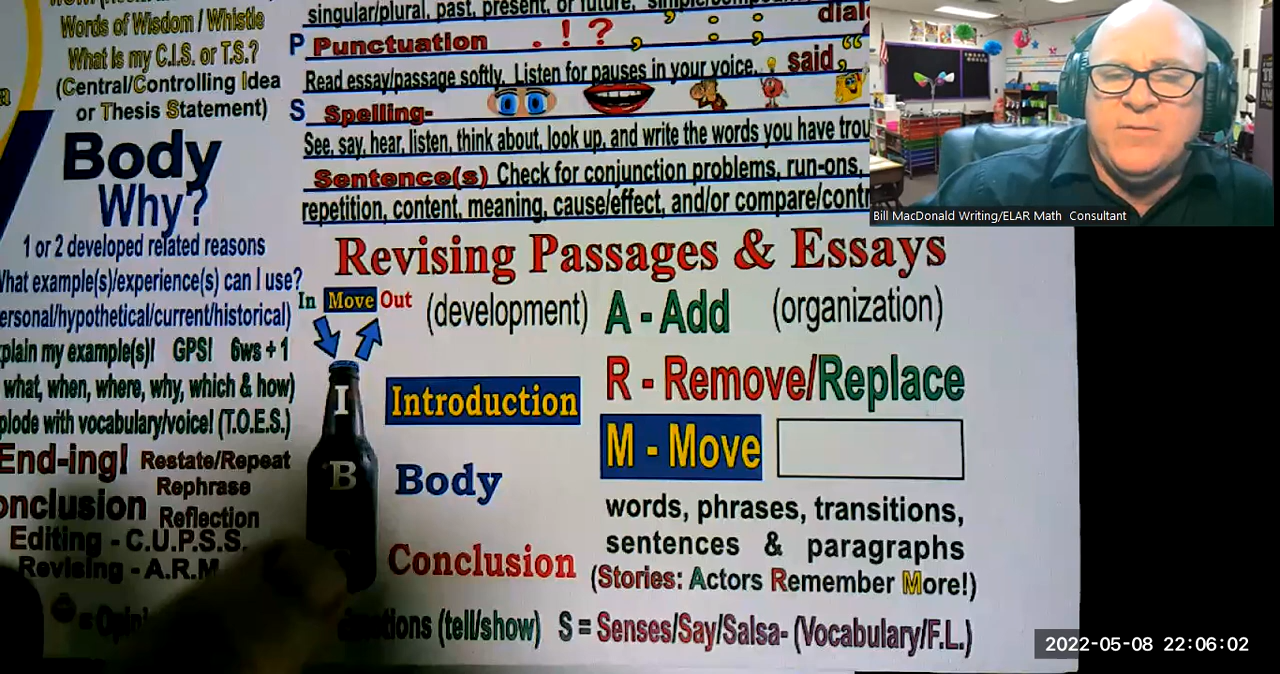 Words of Wisdom / Whistle
What is my C.I.S. or T.S.?
(Central/Controlling Idea
or Thesis Statement)
Body
Why?
1 or 2 developed related reasons
What example(s)/experience(s) can I use?
ersonal/hypothetical/current/historical)
plain my example(s)! GPS! 6ws + 1
what, when, where, why, which & how)
plode with vocabulary/voice! (T.O.E.S.)
End-ing! Restate/Repeat
Rephrase
onclusion Reflection
Editing - C.U.P.S.S.
Revising - A.R.M
singular/plural, past, present, or future,
P Punctuation . ! ? , : ;
Read essay/passage softly. Listen for pauses in your voice... said, “
S Spelling-
See, say, hear, listen, think about, look up, and write the words you have trou
Sentence(s) Check for conjunction problems, run-ons,
repetition, content, meaning, cause/effect, and/or compare/contr
Revising Passages & Essays
In Move Out (development) A - Add (organization)
R - Remove/Replace
I Introduction
M - Move
B Body
words, phrases, transitions,
sentences & paragraphs
Conclusion
(Stories: Actors Remember More!)
(tell/show) S = Senses/Say/Salsa- (Vocabulary/F.L.)
Bill MacDonald Writing/ELAR Math Consultant
2022-05-08 22:06:02